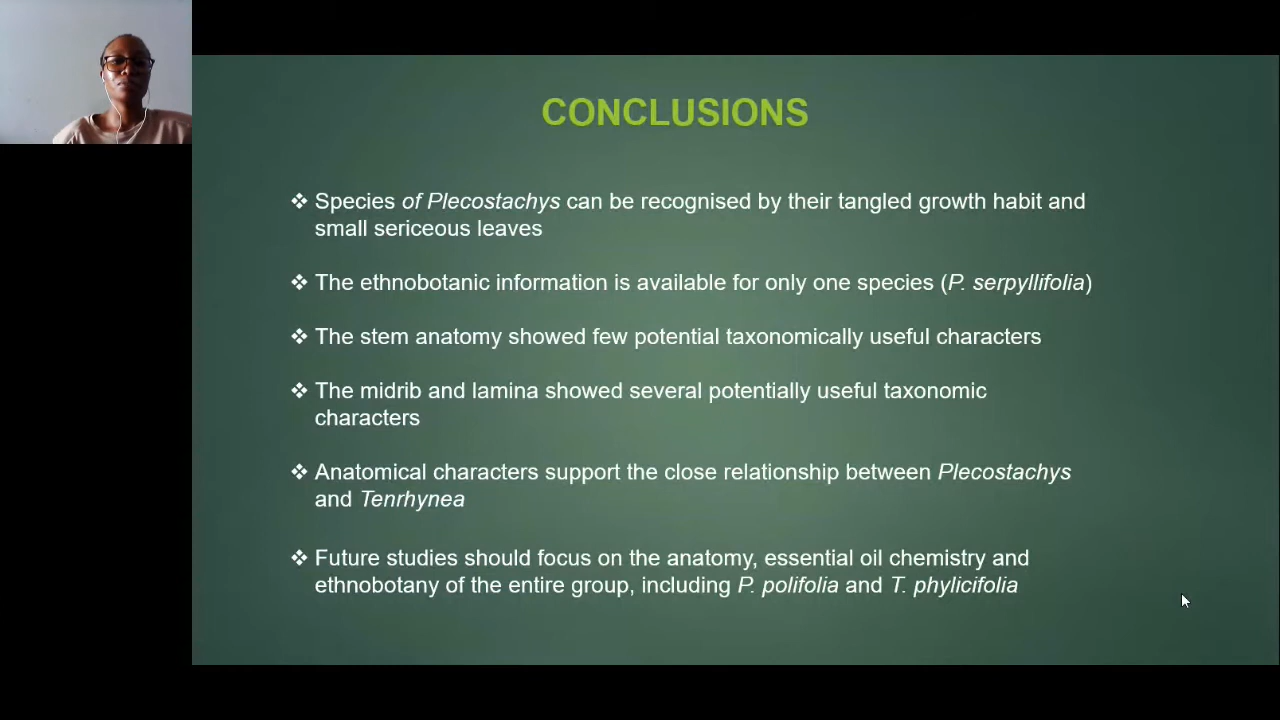 CONCLUSIONS
❖ Species of Plecostachys can be recognised by their tangled growth habit and
small sericeous leaves
❖ The ethnobotanic information is available for only one species (P. serpyllifolia)
❖ The stem anatomy showed few potential taxonomically useful characters
❖ The midrib and lamina showed several potentially useful taxonomic
characters
❖ Anatomical characters support the close relationship between Plecostachys
and Tenrhynea
❖ Future studies should focus on the anatomy, essential oil chemistry and
ethnobotany of the entire group, including P. polifolia and T. phylicifolia